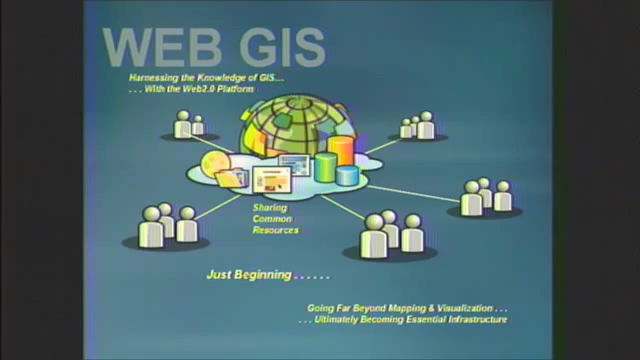 WEB GIS
Harnessing the Knowledge of GIS...
. . . With the Web2.0 Platform
Sharing
Common
Resources
Just Beginning . . . . . .
Going Far Beyond Mapping & Visualization . . .
. . . Ultimately Becoming Essential Infrastructure